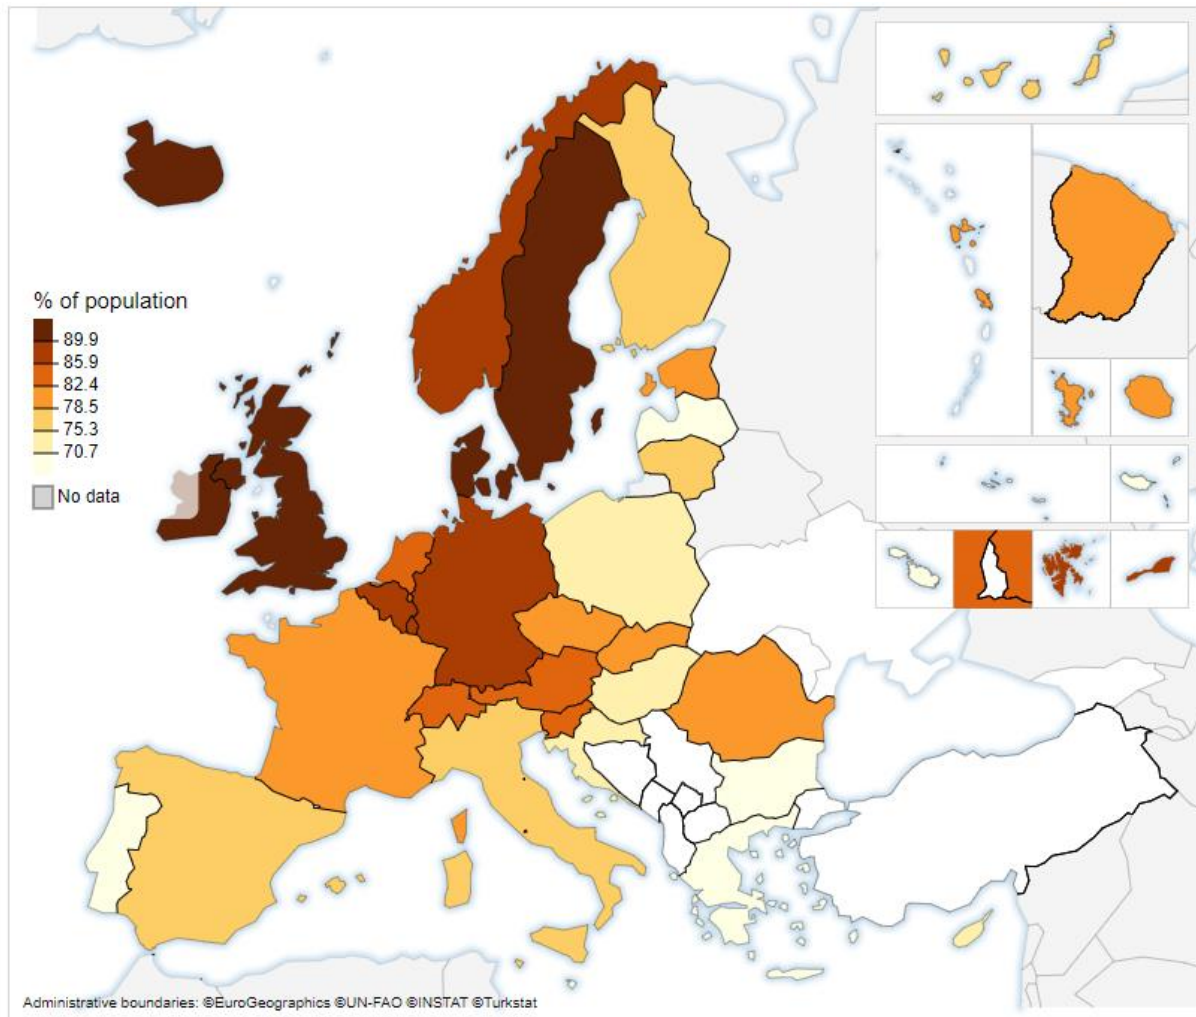 % of population
89.9
85.9
82.4
78.5
75.3
70.7
No data
Administrative boundaries: ©EuroGeographics ©UN-FAO ©INSTAT ©Turkstat